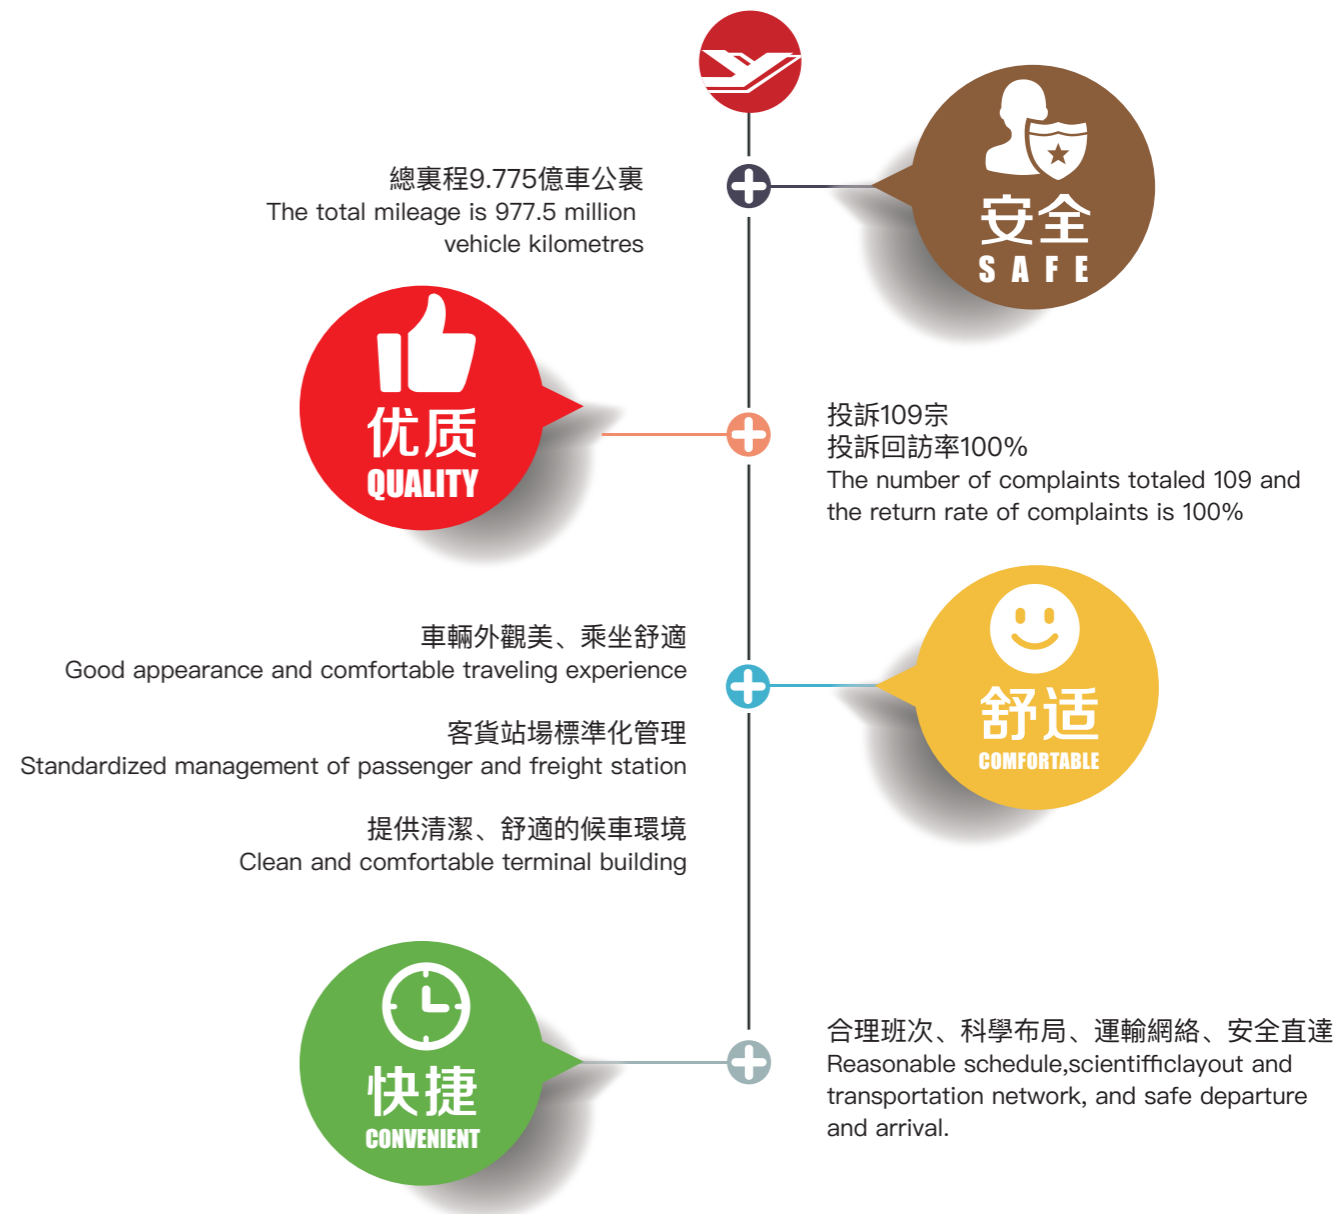 總裏程9.775億車公裏
The total mileage is 977.5 million
vehicle kilometres
安全
SAFE
优质
QUALITY
投訴109宗
投訴回訪率100%
The number of complaints totaled 109 and
the return rate of complaints is 100%
車輛外觀美、乘坐舒適
Good appearance and comfortable traveling experience
客貨站場標準化管理
Standardized management of passenger and freight station
提供清潔、舒適的候車環境
Clean and comfortable terminal building
舒适
COMFORTABLE
快捷
CONVENIENT
合理班次、科學布局、運輸網絡、安全直達
Reasonable schedule,scientifficlayout and
transportation network, and safe departure
and arrival.